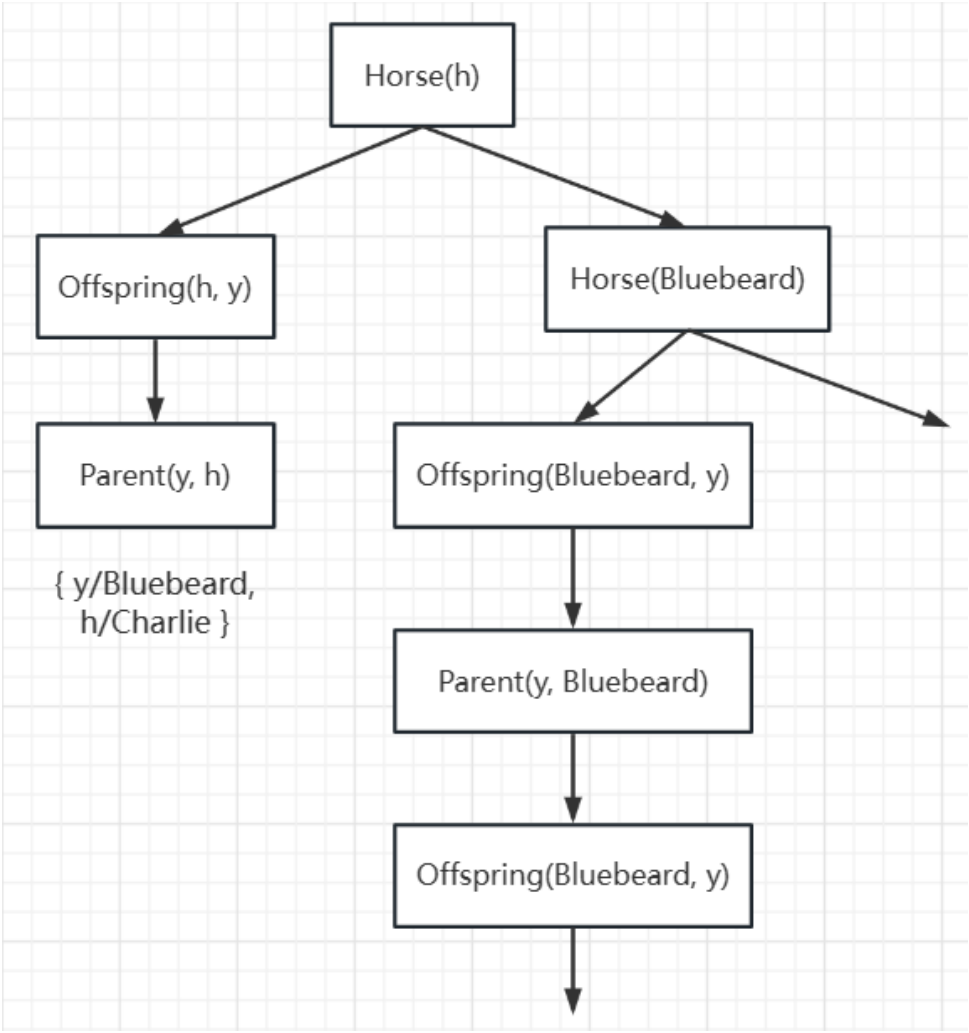 Horse(h)
Offspring(h, y)
Horse(Bluebeard)
Parent(y, h)
Offspring(Bluebeard, y)
{ y/Bluebeard,
h/Charlie }
Parent(y, Bluebeard)
Offspring(Bluebeard, y)